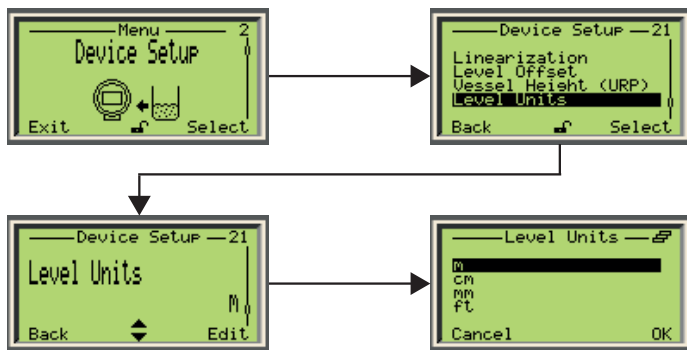 Menu 2
Device Setup
Exit Select
Device Setup 21
Linearization
Level Offset
Vessel Height (URP)
Level Units
Back Select
Device Setup 21
Level Units
M
Back Edit
Level Units
M
cm
mm
ft
Cancel OK